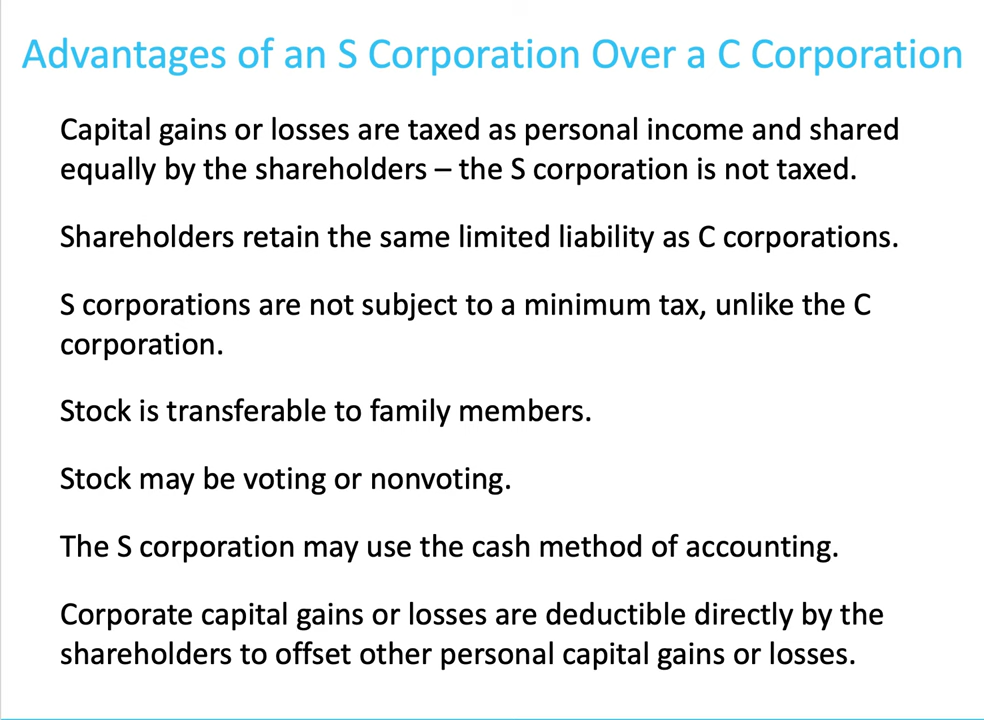 Advantages of an S Corporation Over a C Corporation
Capital gains or losses are taxed as personal income and shared
equally by the shareholders – the S corporation is not taxed.
Shareholders retain the same limited liability as C corporations.
S corporations are not subject to a minimum tax, unlike the C
corporation.
Stock is transferable to family members.
Stock may be voting or nonvoting.
The S corporation may use the cash method of accounting.
Corporate capital gains or losses are deductible directly by the
shareholders to offset other personal capital gains or losses.